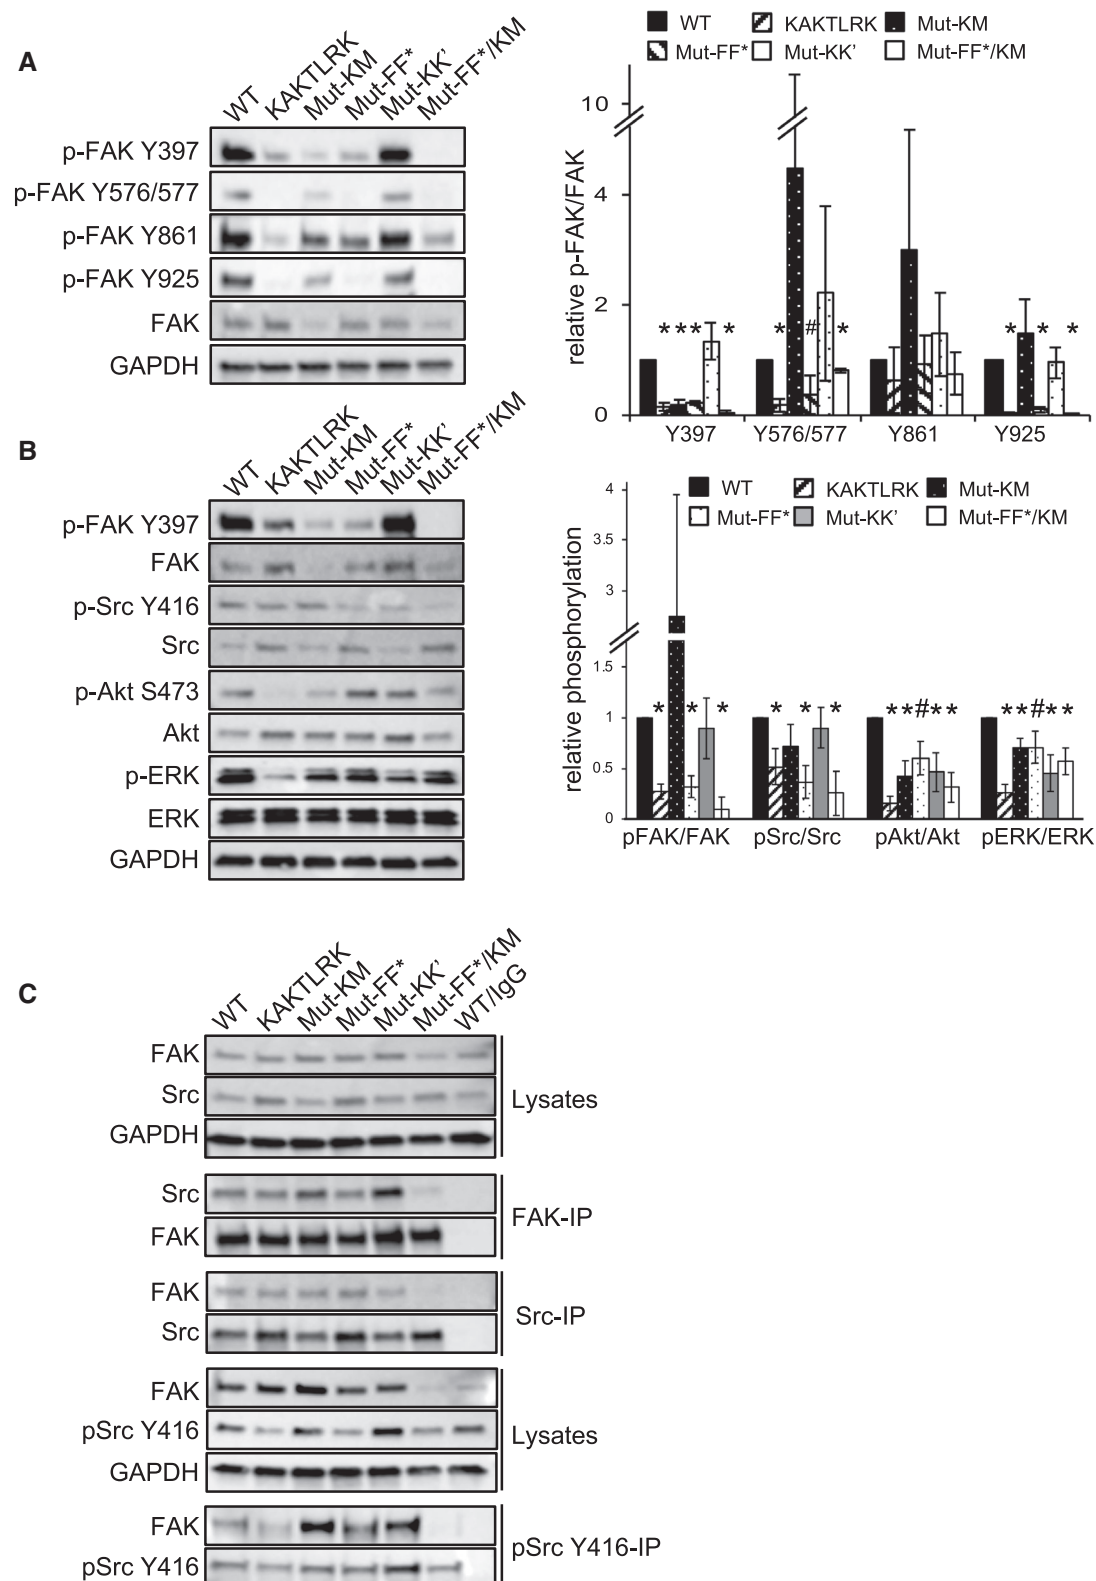 A
WT KAKTLRK Mut-KM Mut-FF* Mut-KK' Mut-FF*/KM
p-FAK Y397
p-FAK Y576/577
p-FAK Y861
p-FAK Y925
FAK
GAPDH
WT KAKTLRK Mut-KM
Mut-FF* Mut-KK' Mut-FF*/KM
relative p-FAK/FAK
10
4
2
0
* * * * *
* # *
* * *
Y397 Y576/577 Y861 Y925
B
WT KAKTLRK Mut-KM Mut-FF* Mut-KK' Mut-FF*/KM
p-FAK Y397
FAK
p-Src Y416
Src
p-Akt S473
Akt
p-ERK
ERK
GAPDH
WT KAKTLRK Mut-KM
Mut-FF* Mut-KK' Mut-FF*/KM
relative phosphorylation
4
3.5
3
1.5
1
0.5
0
* * * * * * **#** **#**
pFAK/FAK pSrc/Src pAkt/Akt pERK/ERK
C
WT KAKTLRK Mut-KM Mut-FF* Mut-KK' Mut-FF*/KM WT/IgG
FAK
Src
GAPDH
Lysates
Src
FAK
FAK-IP
FAK
Src
Src-IP
FAK
pSrc Y416
GAPDH
Lysates
FAK
pSrc Y416
pSrc Y416-IP